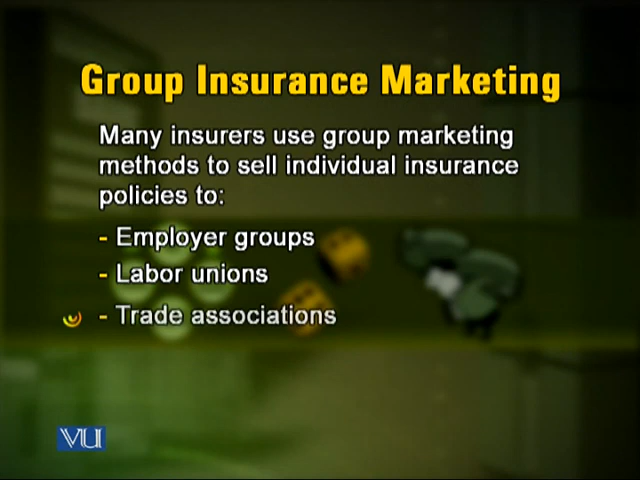 Group Insurance Marketing
Many insurers use group marketing
methods to sell individual insurance
policies to:
- Employer groups
- Labor unions
- Trade associations
VU